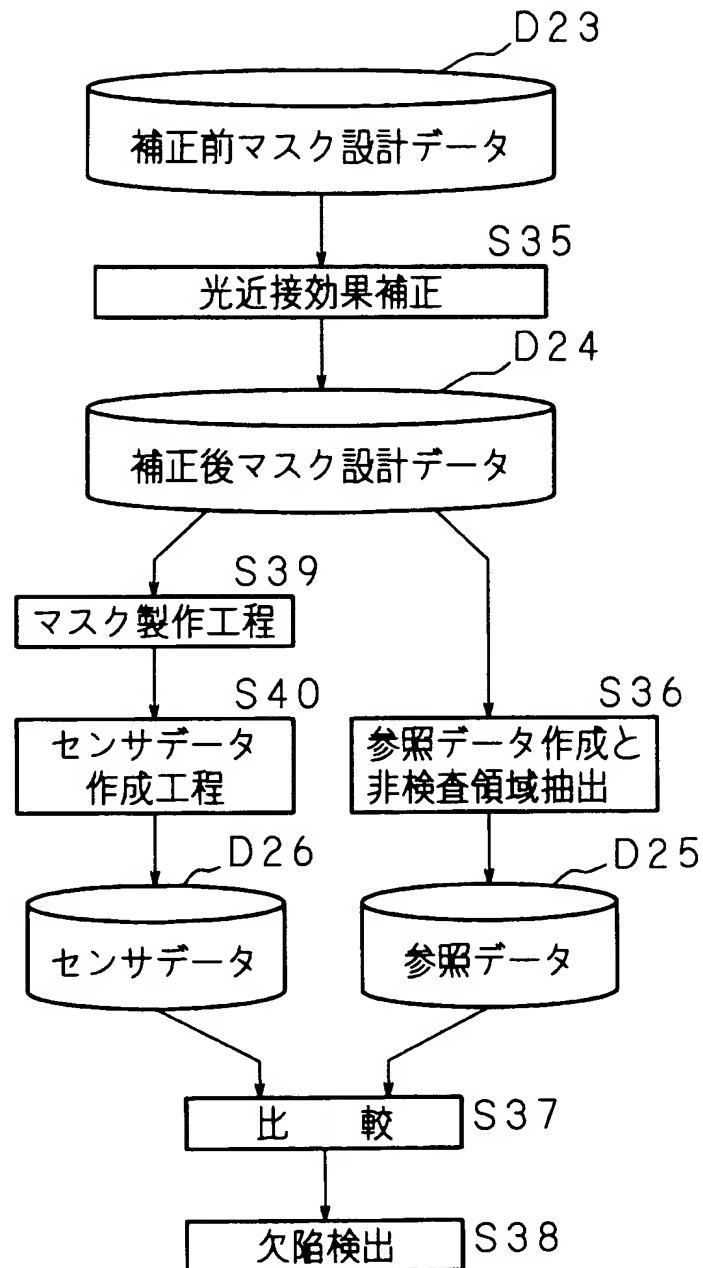 D23
補正前マスク設計データ
S35
光近接効果補正
D24
補正後マスク設計データ
S39
マスク製作工程
S40
センサデータ
作成工程
S36
参照データ作成と
非検査領域抽出
D26
センサデータ
D25
参照データ
比 較
S37
欠陥検出
S38